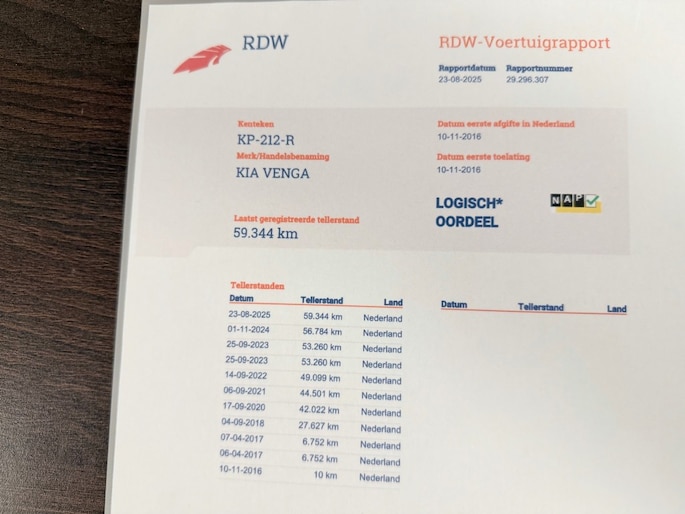 RDW
RDW-Voertuigrapport
Rapportdatum Rapportnummer
23-08-2025 29.296.307
Kenteken
KP-212-R
Merk/Handelsbenaming
KIA VENGA
Laatst geregistreerde tellerstand
59.344 km
Datum eerste afgifte in Nederland
10-11-2016
Datum eerste toelating
10-11-2016
LOGISCH*
OORDEEL
NAP
Tellerstanden
Datum Tellerstand Land
23-08-2025 59.344 km Nederland
01-11-2024 56.784 km Nederland
25-09-2023 53.260 km Nederland
25-09-2023 53.260 km Nederland
14-09-2022 49.099 km Nederland
06-09-2021 44.501 km Nederland
17-09-2020 42.022 km Nederland
04-09-2018 27.627 km Nederland
07-04-2017 6.752 km Nederland
06-04-2017 6.752 km Nederland
10-11-2016 10 km Nederland
Datum Tellerstand Land